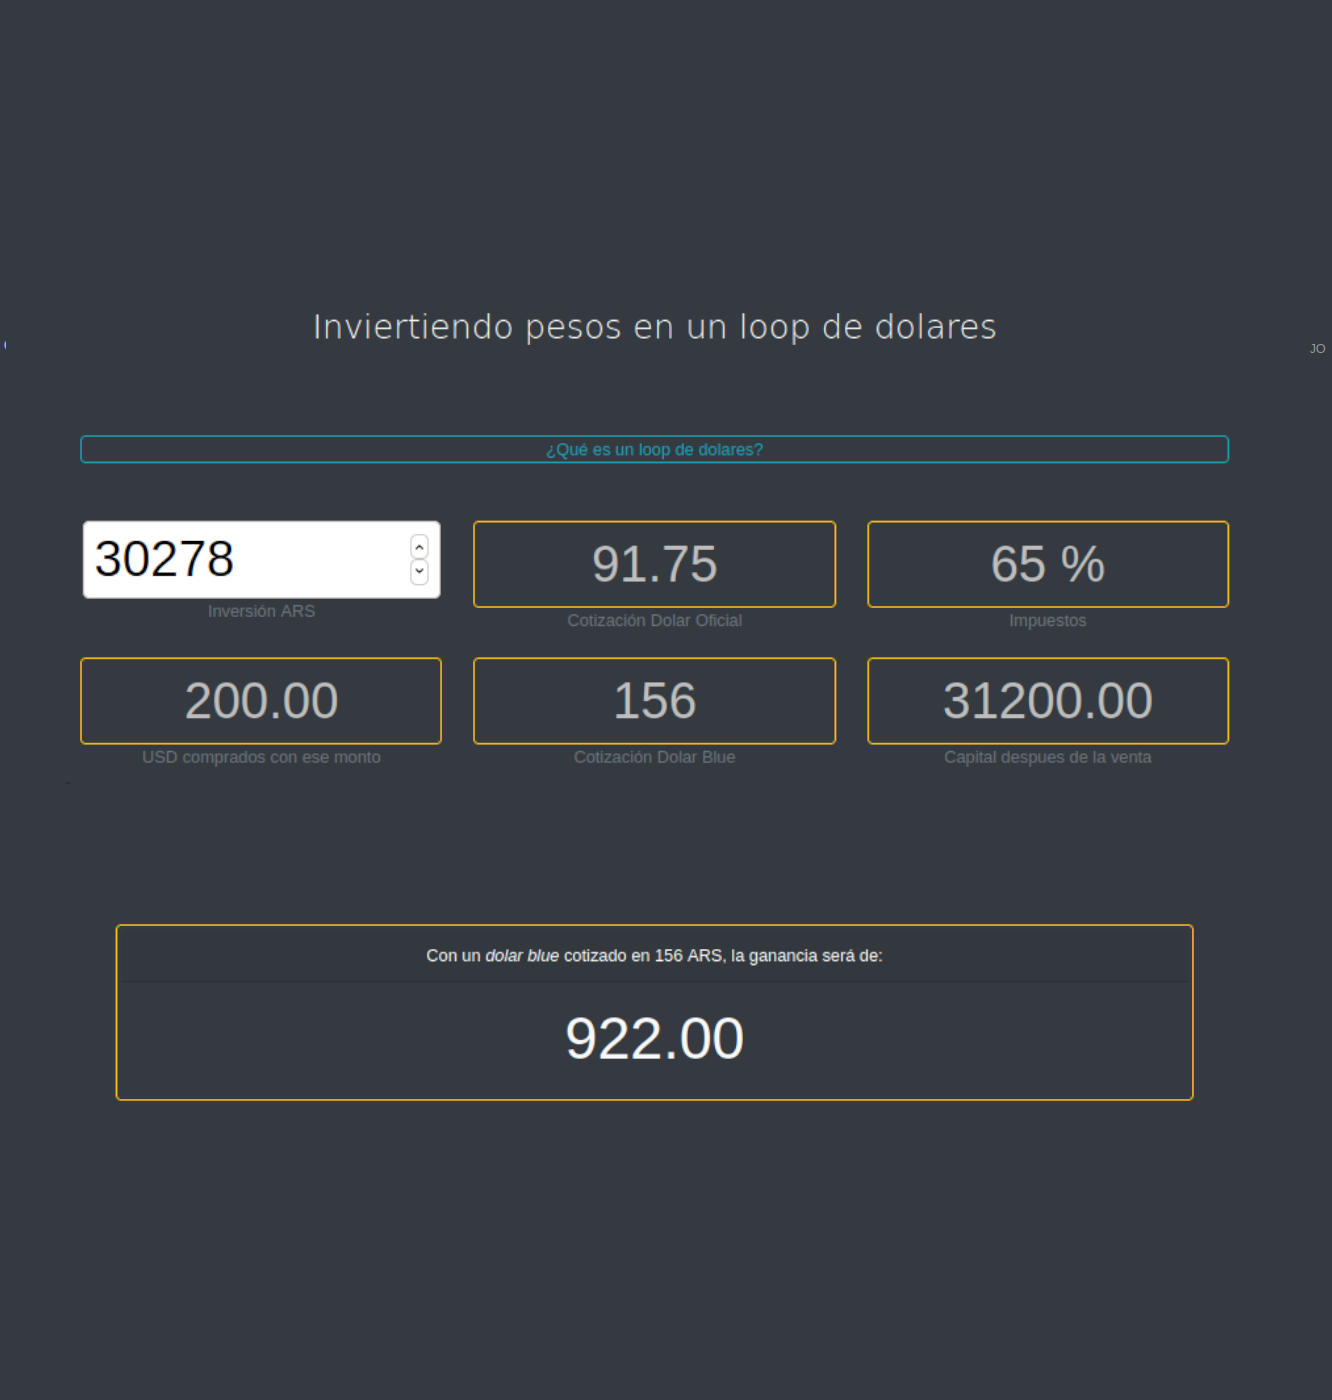 Inviertiendo pesos en un loop de dolares
JO
¿Qué es un loop de dolares?
30278
Inversión ARS
91.75
Cotización Dolar Oficial
65 %
Impuestos
200.00
USD comprados con ese monto
156
Cotización Dolar Blue
31200.00
Capital despues de la venta
Con un dolar blue cotizado en 156 ARS, la ganancia será de:
922.00